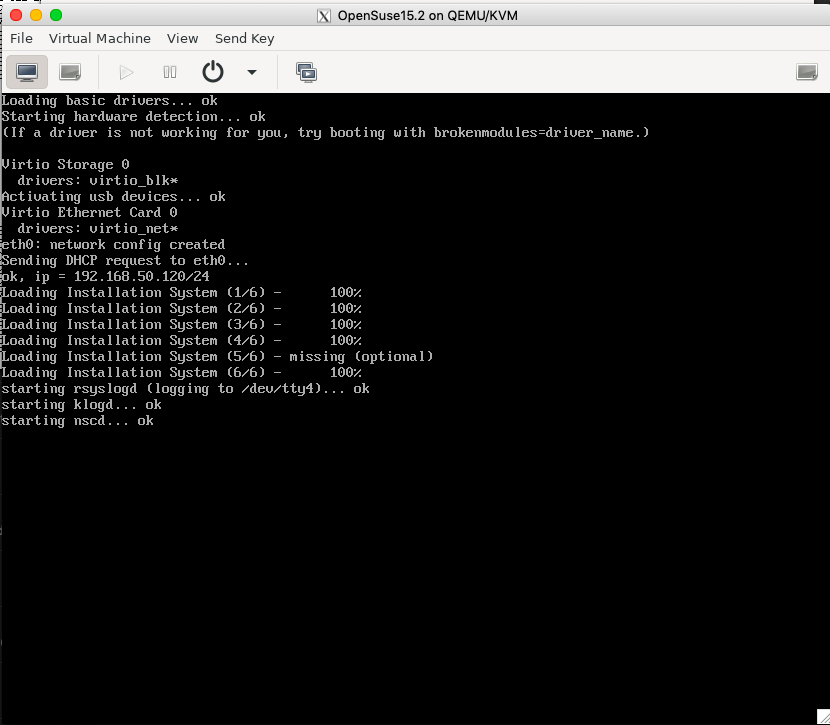 OpenSuse15.2 on QEMU/KVM
File Virtual Machine View Send Key
Loading basic drivers... ok
Starting hardware detection... ok
(If a driver is not working for you, try booting with brokenmodules=driver_name.)
Virtio Storage 0
drivers: virtio_blk*
Activating usb devices... ok
Virtio Ethernet Card 0
drivers: virtio_net*
eth0: network config created
Sending DHCP request to eth0...
ok, ip = 192.168.50.120/24
Loading Installation System (1/6) - 100%
Loading Installation System (2/6) - 100%
Loading Installation System (3/6) - 100%
Loading Installation System (4/6) - 100%
Loading Installation System (5/6) - missing (optional)
Loading Installation System (6/6) - 100%
starting rsyslogd (logging to /dev/tty4)... ok
starting klogd... ok
starting nscd... ok